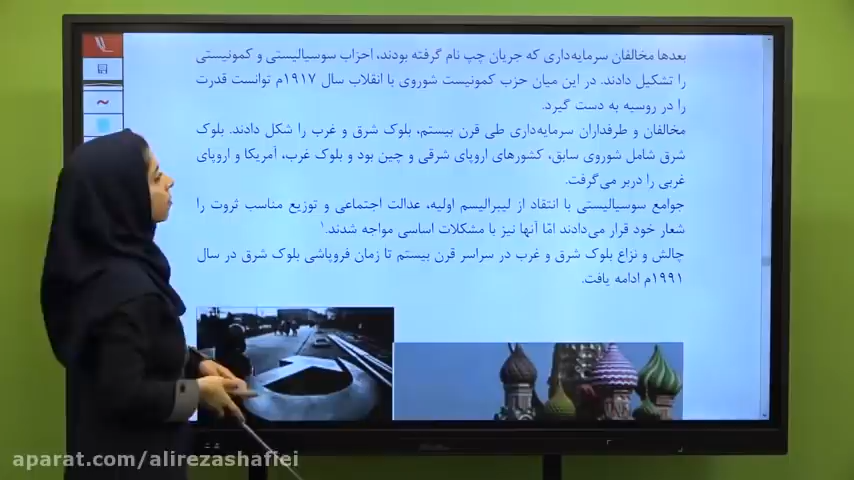 بعدها مخالفان سرمایه‌داری که جریان چپ نام گرفته بودند، احزاب سوسیالیستی و کمونیستی
را تشکیل دادند. در این میان حزب کمونیست شوروی با انقلاب سال ۱۹۱۷م توانست قدرت
را در روسیه به دست گیرد.
مخالفان و طرفداران سرمایه‌داری طی قرن بیستم، بلوک شرق و غرب را شکل دادند. بلوک
شرق شامل شوروی سابق، کشورهای اروپای شرقی و چین بود و بلوک غرب، آمریکا و اروپای
غربی را دربر می‌گرفت.
جوامع سوسیالیستی با انتقاد از لیبرالیسم اولیه، عدالت اجتماعی و توزیع مناسب ثروت را
شعار خود قرار می‌دادند امّا آنها نیز با مشکلات اساسی مواجه شدند.۱
چالش و نزاع بلوک شرق و غرب در سراسر قرن بیستم تا زمان فروپاشی بلوک شرق در سال
۱۹۹۱م ادامه یافت.
aparat.com/alirezashafiei